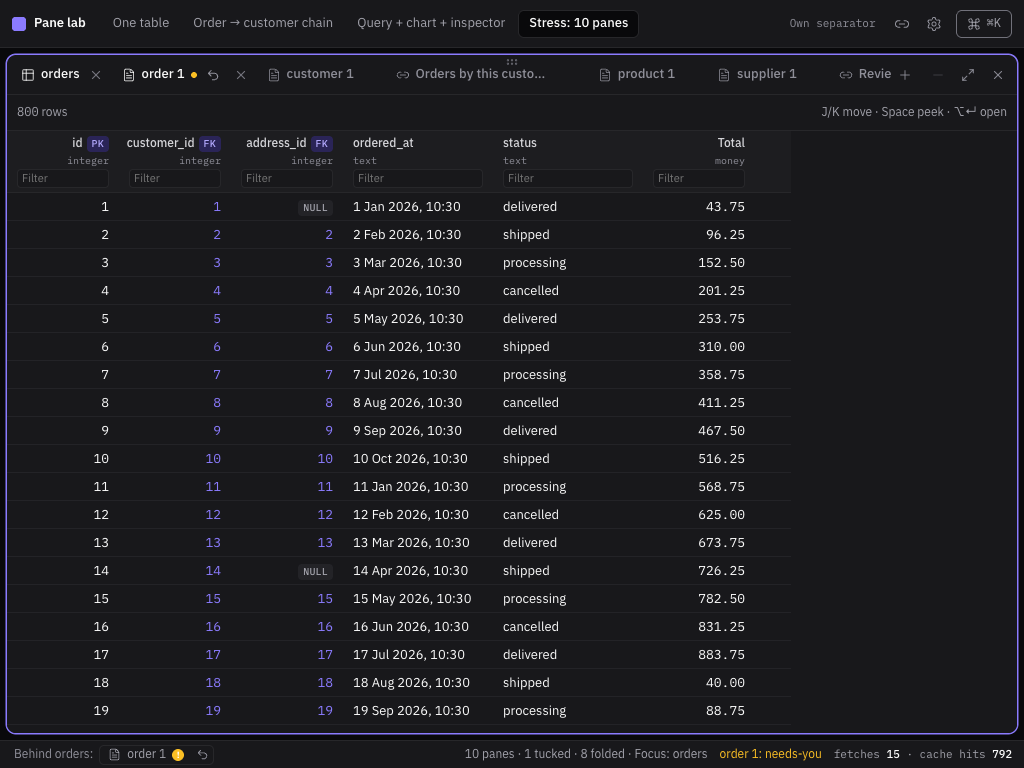 Pane lab One table Order → customer chain Query + chart + inspector Stress: 10 panes Own separator ⌘ ⌘K
orders order 1 customer 1 Orders by this custo... product 1 supplier 1 Revie
800 rows J/K move · Space peek · ⌥↵ open
id PK customer_id FK address_id FK ordered_at status Total
integer integer integer text text money
Filter Filter Filter Filter Filter Filter
1 1 NULL 1 Jan 2026, 10:30 delivered 43.75
2 2 2 2 Feb 2026, 10:30 shipped 96.25
3 3 3 3 Mar 2026, 10:30 processing 152.50
4 4 4 4 Apr 2026, 10:30 cancelled 201.25
5 5 5 5 May 2026, 10:30 delivered 253.75
6 6 6 6 Jun 2026, 10:30 shipped 310.00
7 7 7 7 Jul 2026, 10:30 processing 358.75
8 8 8 8 Aug 2026, 10:30 cancelled 411.25
9 9 9 9 Sep 2026, 10:30 delivered 467.50
10 10 10 10 Oct 2026, 10:30 shipped 516.25
11 11 11 11 Jan 2026, 10:30 processing 568.75
12 12 12 12 Feb 2026, 10:30 cancelled 625.00
13 13 13 13 Mar 2026, 10:30 delivered 673.75
14 14 NULL 14 Apr 2026, 10:30 shipped 726.25
15 15 15 15 May 2026, 10:30 processing 782.50
16 16 16 16 Jun 2026, 10:30 cancelled 831.25
17 17 17 17 Jul 2026, 10:30 delivered 883.75
18 18 18 18 Aug 2026, 10:30 shipped 40.00
19 19 19 19 Sep 2026, 10:30 processing 88.75
Behind orders: order 1 ! 10 panes · 1 tucked · 8 folded · Focus: orders order 1: needs-you fetches 15 · cache hits 792